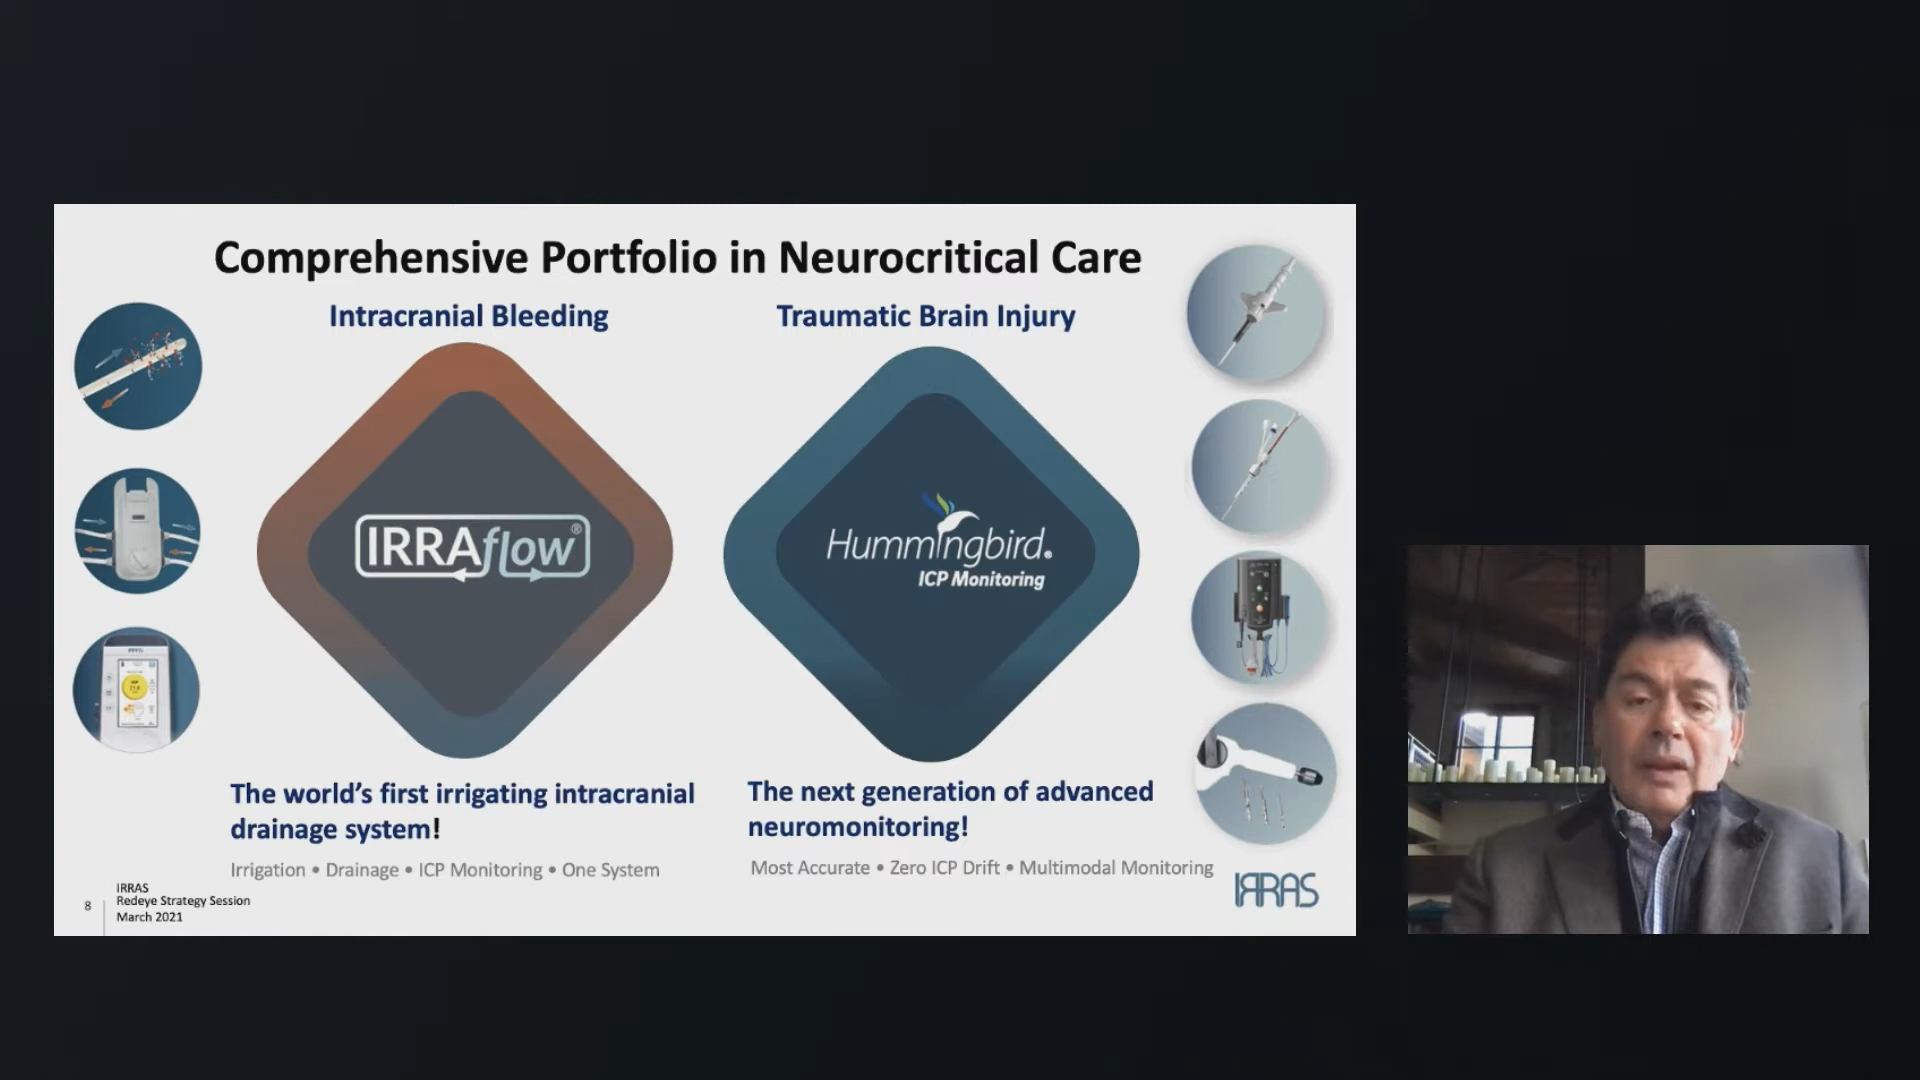 Comprehensive Portfolio in Neurocritical Care
Intracranial Bleeding
Traumatic Brain Injury
IRRAflow®
Hummingbird®
ICP Monitoring
The world's first irrigating intracranial
drainage system!
The next generation of advanced
neuromonitoring!
Irrigation • Drainage • ICP Monitoring • One System
Most Accurate • Zero ICP Drift • Multimodal Monitoring
8
IRRAS
Redeye Strategy Session
March 2021
IRRAS